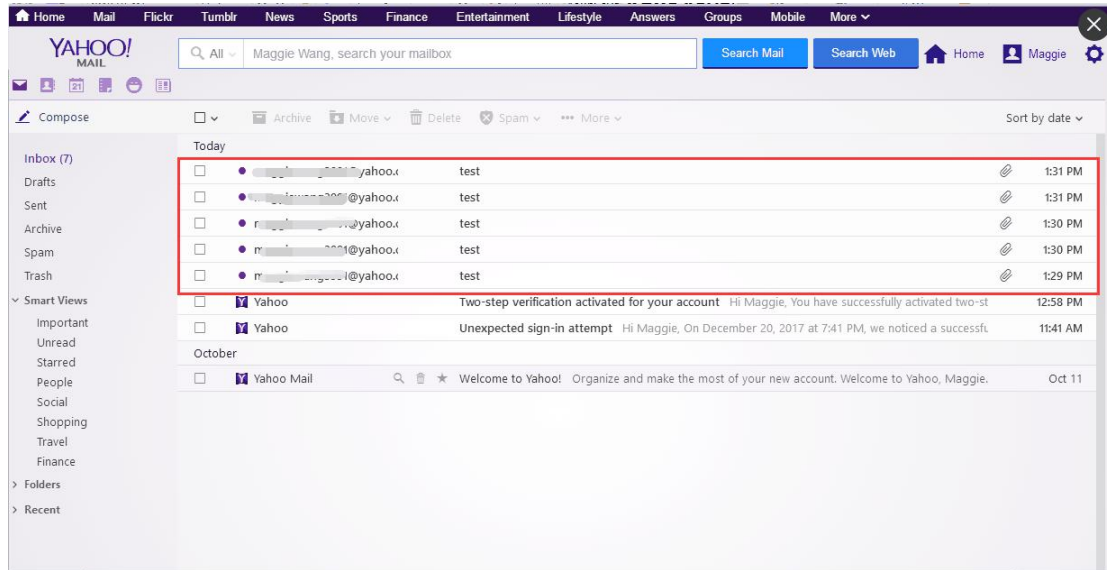 Home Mail Flickr Tumblr News Sports Finance Entertainment Lifestyle Answers Groups Mobile More
YAHOO!
MAIL
All Maggie Wang, search your mailbox Search Mail Search Web Home Maggie
21
Compose Archive Move Delete Spam More Sort by date
Today
Inbox (7)
Drafts
Sent
Archive
Spam
Trash
Smart Views
Important
Unread
Starred
People
Social
Shopping
Travel
Finance
Folders
Recent
test 1:31 PM
@yahoo.c test 1:31 PM
yahoo.c test 1:30 PM
@yahoo.c test 1:30 PM
@yahoo.c test 1:29 PM
Yahoo Two-step verification activated for your account Hi Maggie, You have successfully activated two-st 12:58 PM
Yahoo Unexpected sign-in attempt Hi Maggie, On December 20, 2017 at 7:41 PM, we noticed a successfu 11:41 AM
October
Yahoo Mail Welcome to Yahoo! Organize and make the most of your new account. Welcome to Yahoo, Maggie. Oct 11